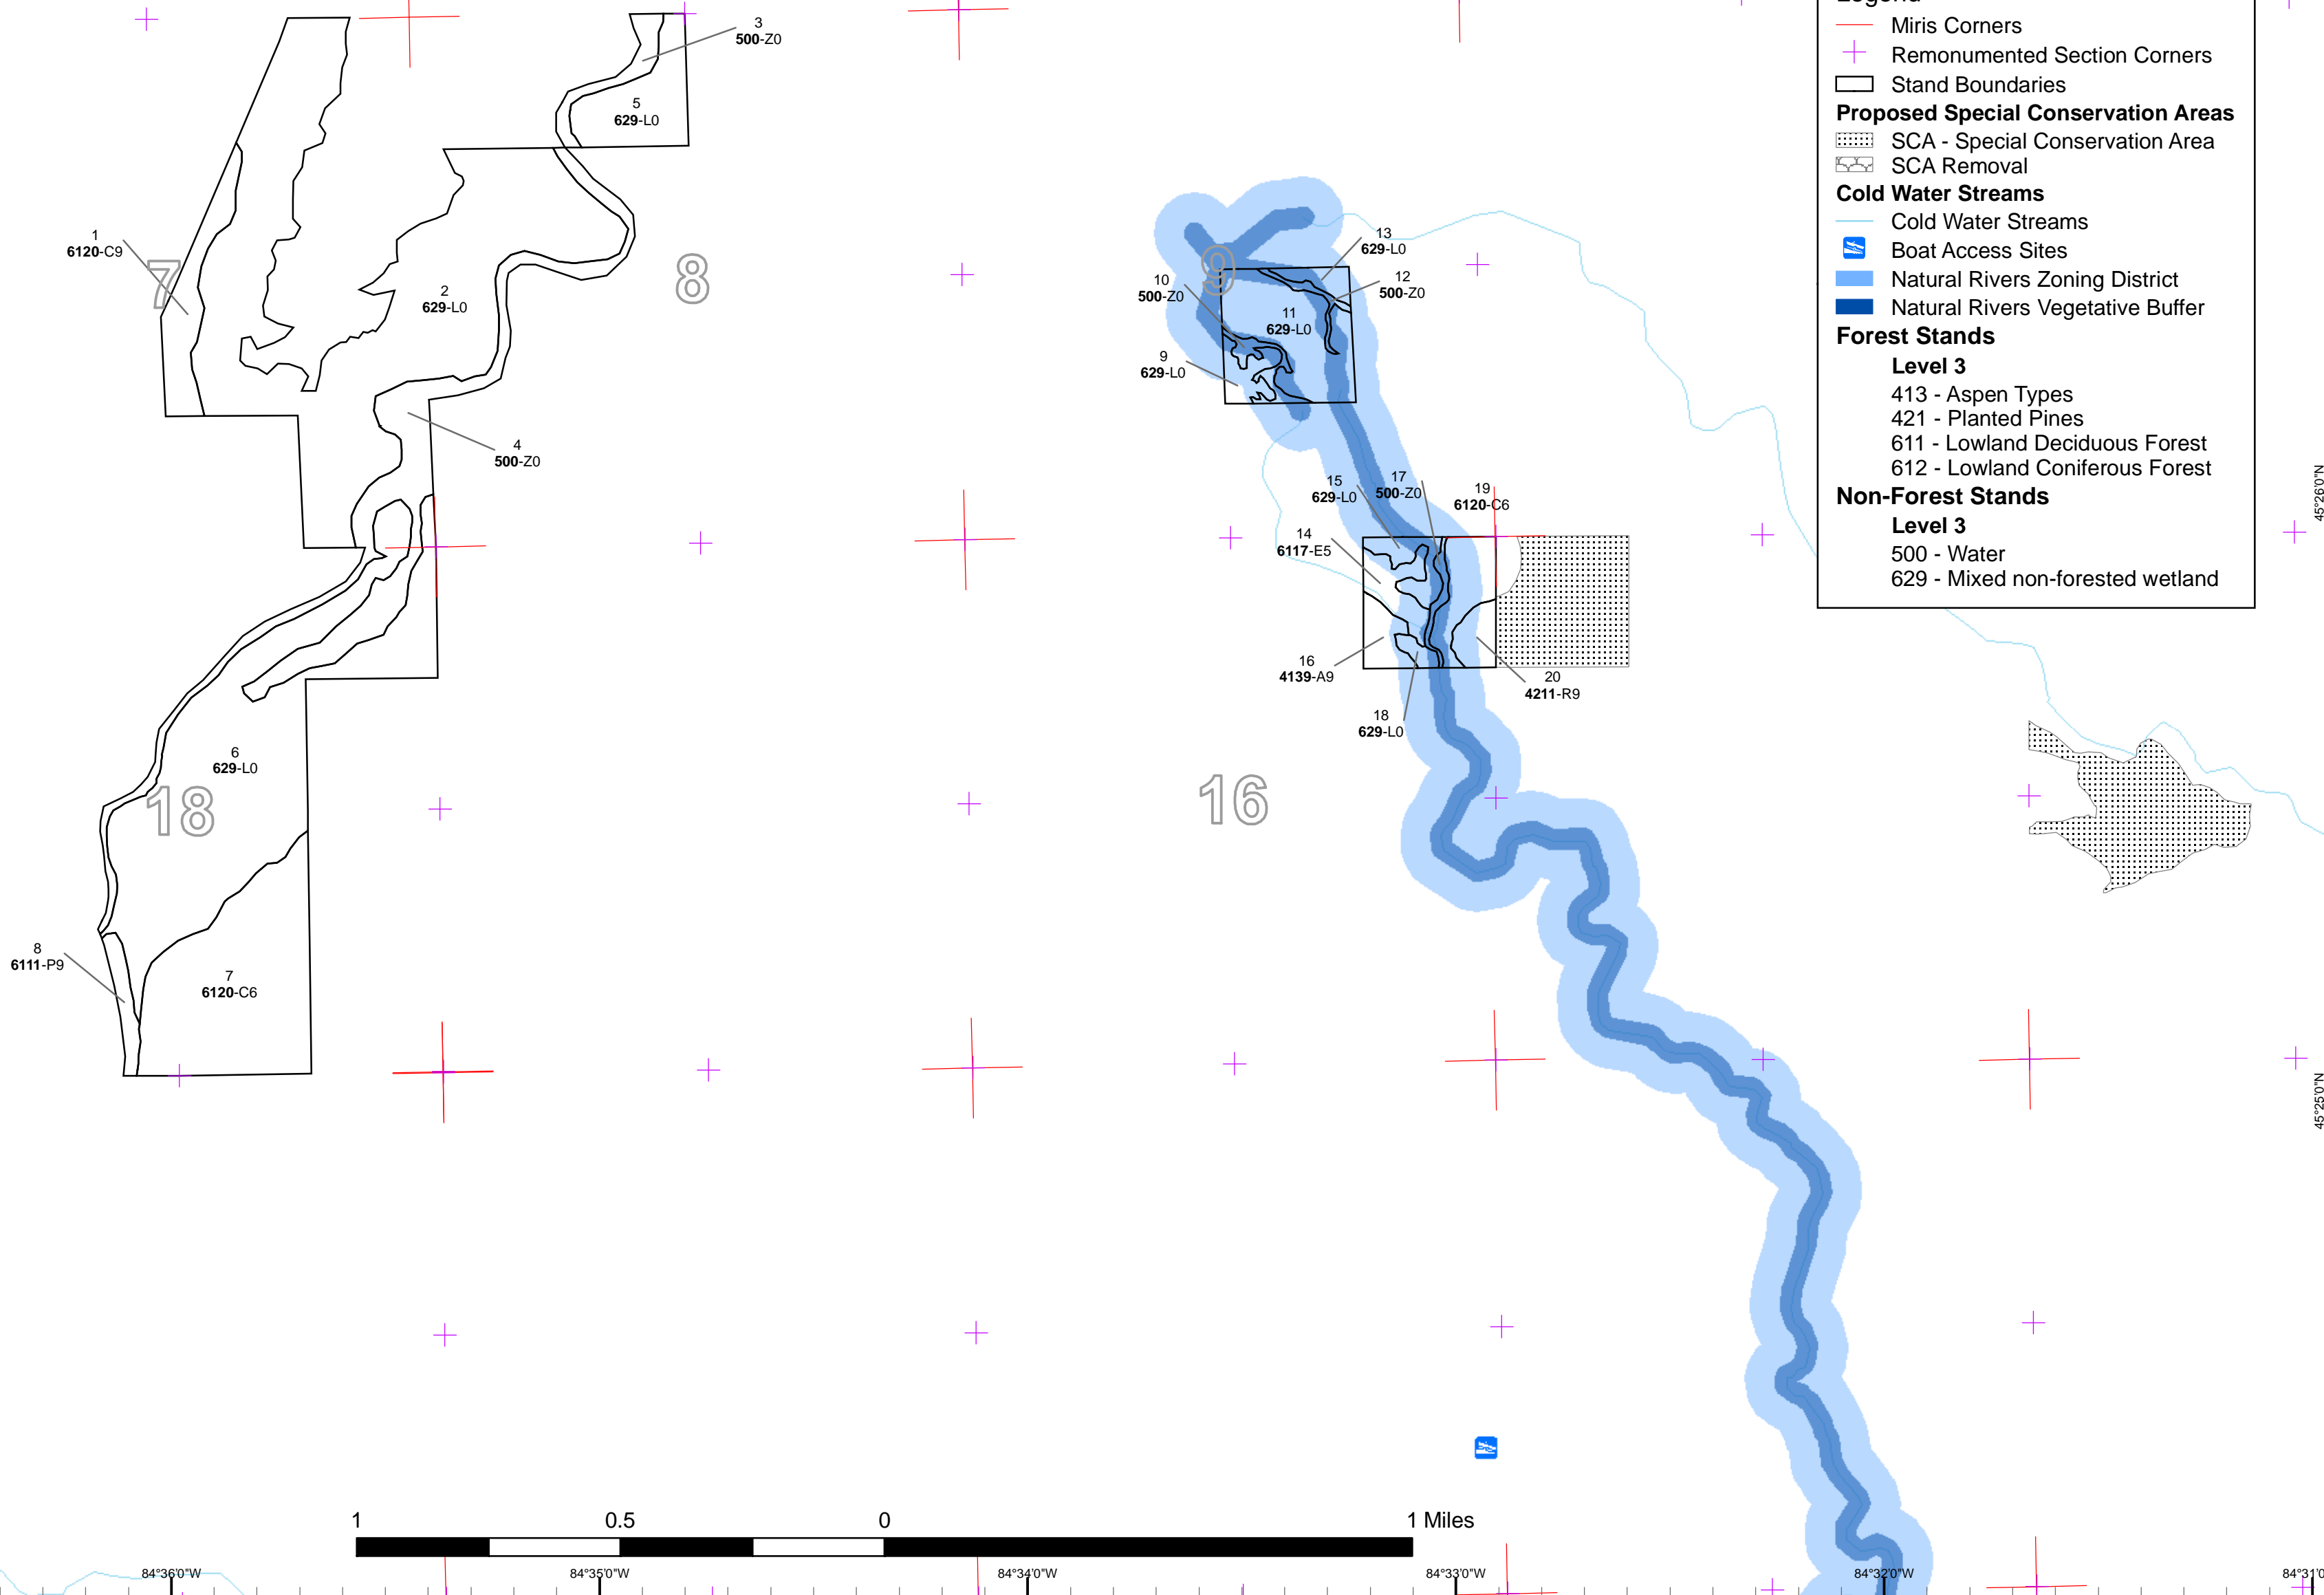 3
500-Z0
5
629-L0
1
6120-C9
7
8
2
629-L0
4
500-Z0
6
629-L0
18
8
6111-P9
7
6120-C6
13
629-L0
9
10
500-Z0
12
500-Z0
11
629-L0
9
629-L0
15
629-L0
17
500-Z0
19
6120-C6
14
6117-E5
16
4139-A9
20
4211-R9
18
629-L0
16
Legend
Miris Corners
Remonumented Section Corners
Stand Boundaries
Proposed Special Conservation Areas
SCA - Special Conservation Area
SCA Removal
Cold Water Streams
Cold Water Streams
Boat Access Sites
Natural Rivers Zoning District
Natural Rivers Vegetative Buffer
Forest Stands
Level 3
413 - Aspen Types
421 - Planted Pines
611 - Lowland Deciduous Forest
612 - Lowland Coniferous Forest
Non-Forest Stands
Level 3
500 - Water
629 - Mixed non-forested wetland
45°26'0"N
45°25'0"N
1 0.5 0 1 Miles
84°36'0"W 84°35'0"W 84°34'0"W 84°33'0"W 84°32'0"W 84°31'